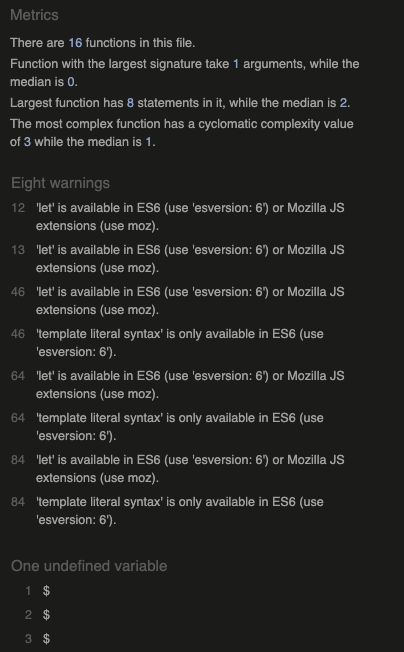 Metrics
There are 16 functions in this file.
Function with the largest signature take 1 arguments, while the
median is 0.
Largest function has 8 statements in it, while the median is 2.
The most complex function has a cyclomatic complexity value
of 3 while the median is 1.
Eight warnings
12 'let' is available in ES6 (use 'esversion: 6') or Mozilla JS
extensions (use moz).
13 'let' is available in ES6 (use 'esversion: 6') or Mozilla JS
extensions (use moz).
46 'let' is available in ES6 (use 'esversion: 6') or Mozilla JS
extensions (use moz).
46 'template literal syntax' is only available in ES6 (use
'esversion: 6').
64 'let' is available in ES6 (use 'esversion: 6') or Mozilla JS
extensions (use moz).
64 'template literal syntax' is only available in ES6 (use
'esversion: 6').
84 'let' is available in ES6 (use 'esversion: 6') or Mozilla JS
extensions (use moz).
84 'template literal syntax' is only available in ES6 (use
'esversion: 6').
One undefined variable
1 $
2 $
3 $